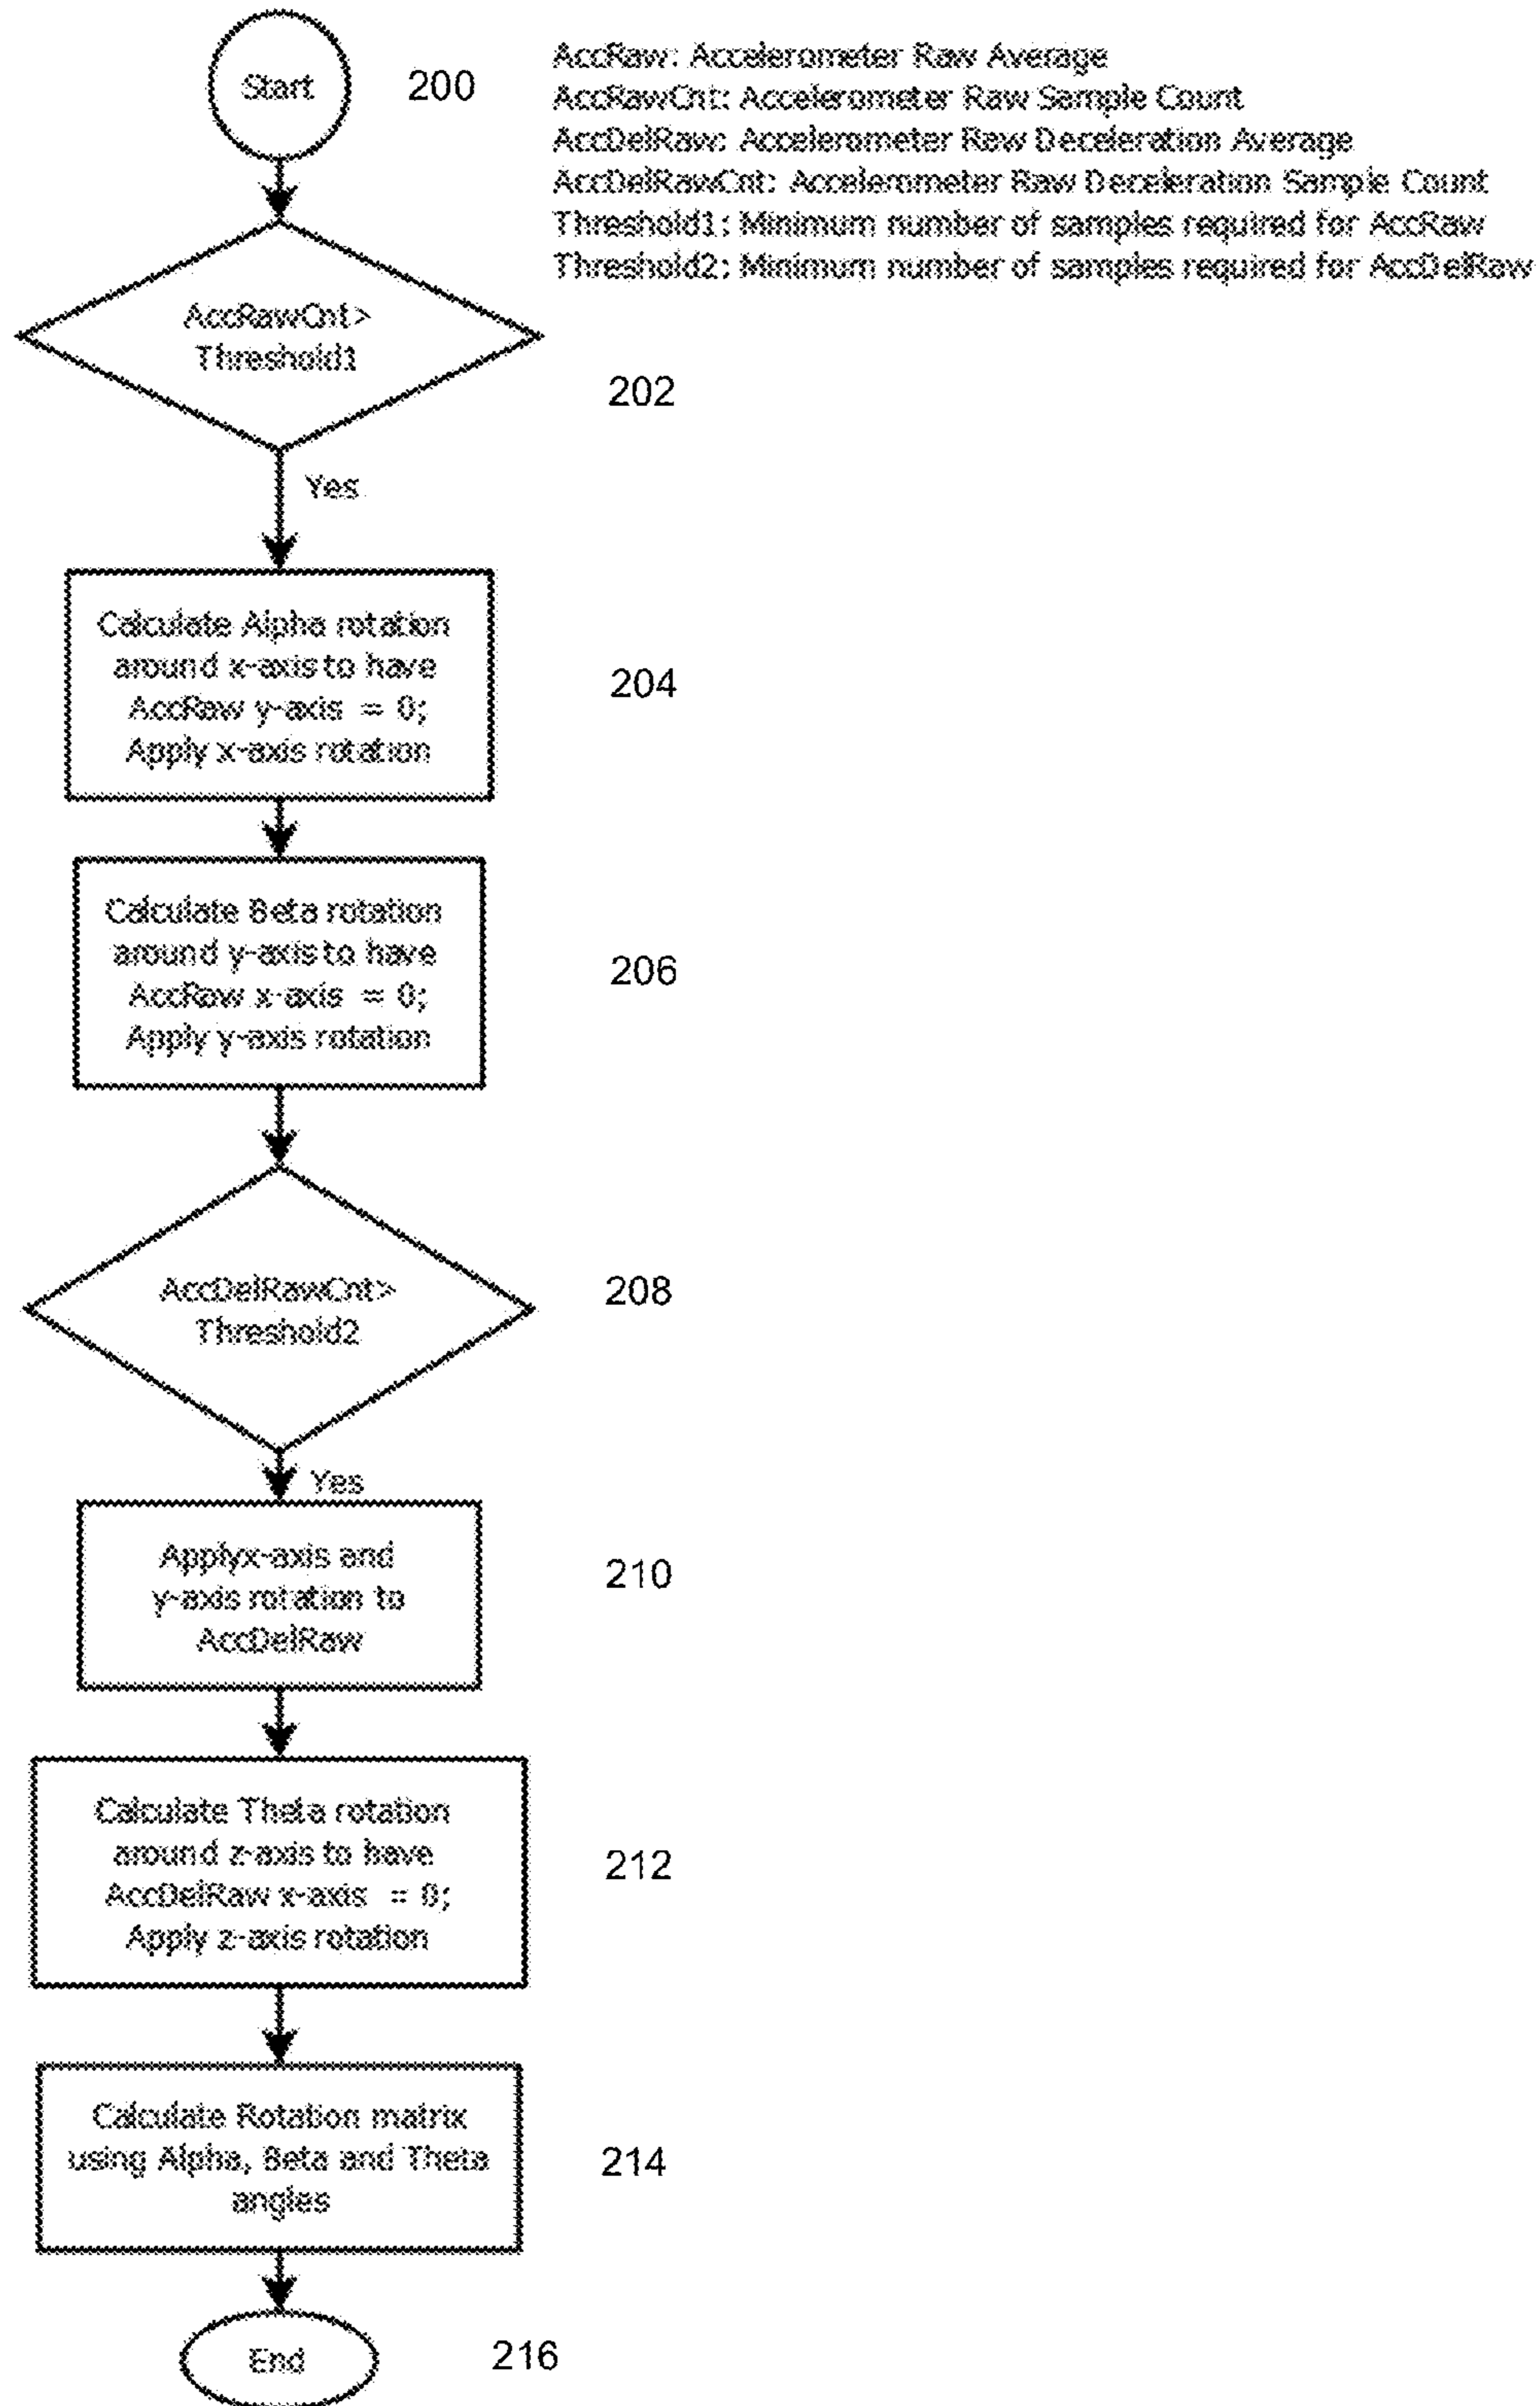 Start
200
AccRaw: Accelerometer Raw Average
AccRawCnt: Accelerometer Raw Sample Count
AccDelRaw: Accelerometer Raw Deceleration Average
AccDelRawCnt: Accelerommeter Raw Deceleration Sample Count
Threshold1: Minimum number of samples required for AccRaw
Threshold2: Minimum number of samples required for AccDelRaw
AccRawCnt>
Threshold1
202
Yes
Calculate Alpha rotation
around x-axis to have
AccRaw y-axis = 0;
Apply x-axis rotation
204
Calculate Beta rotation
around y-axis to have
AccRaw x-axis = 0;
Apply y-axis rotation
206
AccDelRawCnt>
Threshold2
208
Yes
Applyx-axis and
y-axis rotation to
AccDelRaw
210
Calculate Theta rotation
around z-axis to have
AccDelRaw x-axis = 0;
Apply z-axis rotation
212
Calculate Rotation matrix
using Alpha, Beta and Theta
angles
214
End
216